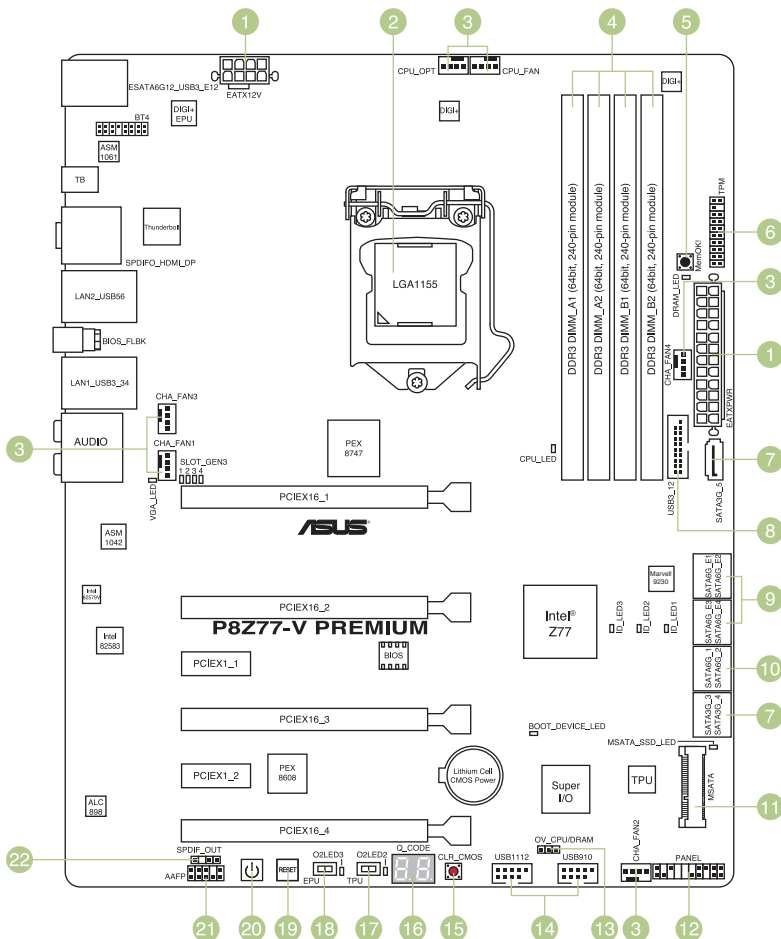 1
2
3
4
5
CPU_OPT
CPU_FAN
ESATA6G12_USB3_E12
EATX12V
DIGI+
EPU
DIGI+
DIGI+
BT4
ASM
1061
TB
TPM
6
Thunderbolt
SPDIFO_HDMI_DP
MemOK!
DRAM_LED
3
LAN2_USB56
LGA1155
DDR3 DIMM_A1 (64bit, 240-pin module)
DDR3 DIMM_A2 (64bit, 240-pin module)
DDR3 DIMM_B1 (64bit, 240-pin module)
DDR3 DIMM_B2 (64bit, 240-pin module)
BIOS_FLBK
CHA_FAN4
1
EATXPWR
LAN1_USB3_34
CHA_FAN3
3
AUDIO
CHA_FAN1
PEX
8747
CPU_LED
7
SLOT_GEN3
1 2 3 4
VGA_LED
USB3_12
SATA3G_5
PCIEX16_1
8
ASUS
ASM
1042
Marvell
9230
SATA6G_E1
SATA6G_E2
9
Intel
82579V
PCIEX16_2
Intel®
Z77
ID_LED3
ID_LED2
ID_LED1
SATA6G_E3
SATA6G_E4
P8Z77-V PREMIUM
Intel
82583
BIOS
PCIEX1_1
SATA6G_1
SATA6G_2
10
PCIEX16_3
BOOT_DEVICE_LED
SATA3G_3
SATA3G_4
7
MSATA_SSD_LED
PCIEX1_2
PEX
8608
Lithium Cell
CMOS Power
Super
I/O
TPU
MSATA
11
ALC
898
PCIEX16_4
OV_CPU/DRAM
CHA_FAN2
SPDIF_OUT
O2LED3
O2LED2
Q_CODE
CLR_CMOS
USB1112
USB910
PANEL
22
AAFP
RESET
EPU
TPU
21
20
19
18
17
16
15
14
13
3
12